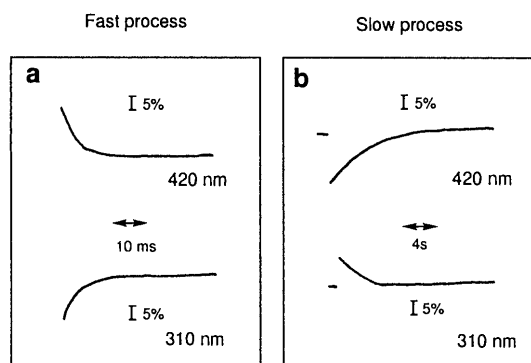 Fast process
Slow process
a
5%
420 nm
10 ms
5%
310 nm
b
5%
420 nm
4s
5%
310 nm